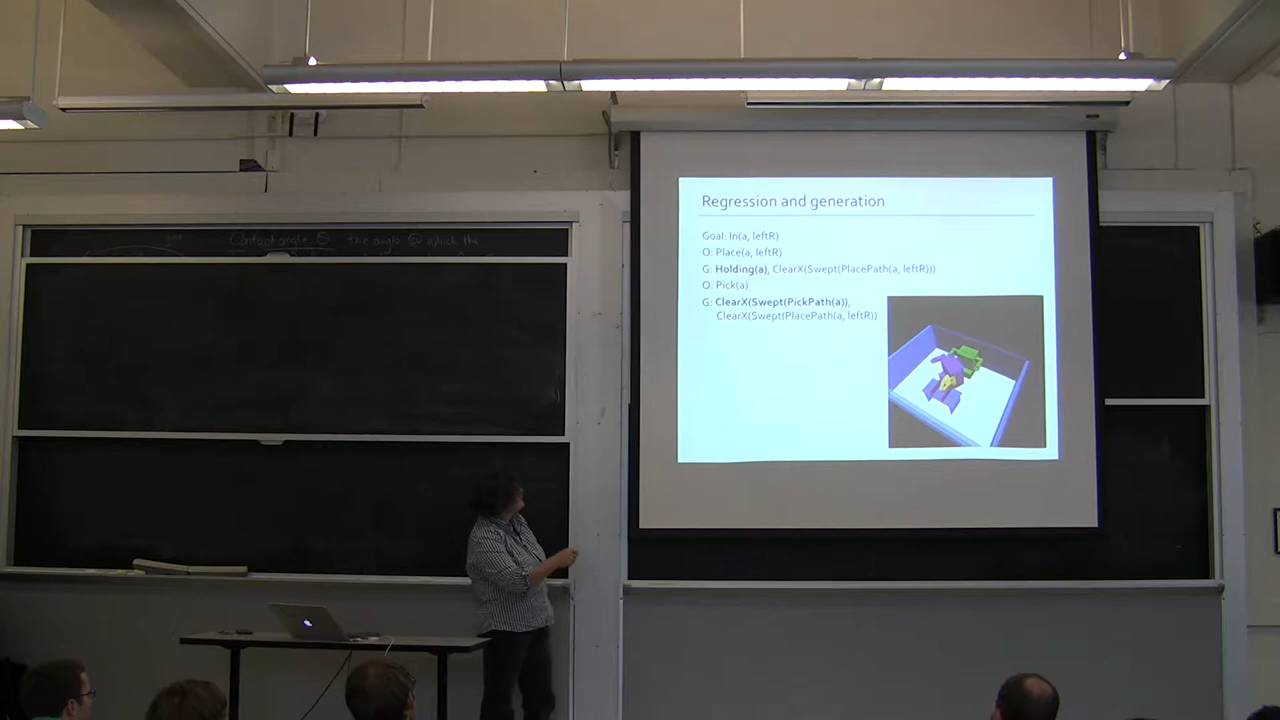 Contact angle
The angle @ which the
Regression and generation
Goal: In(a, leftR)
O: Place(a, leftR)
G: Holding(a), ClearX(Swept(PlacePath(a, leftR)))
O: Pick(a)
G: ClearX(Swept(PickPath(a)),
ClearX(Swept(PlacePath(a, leftR))